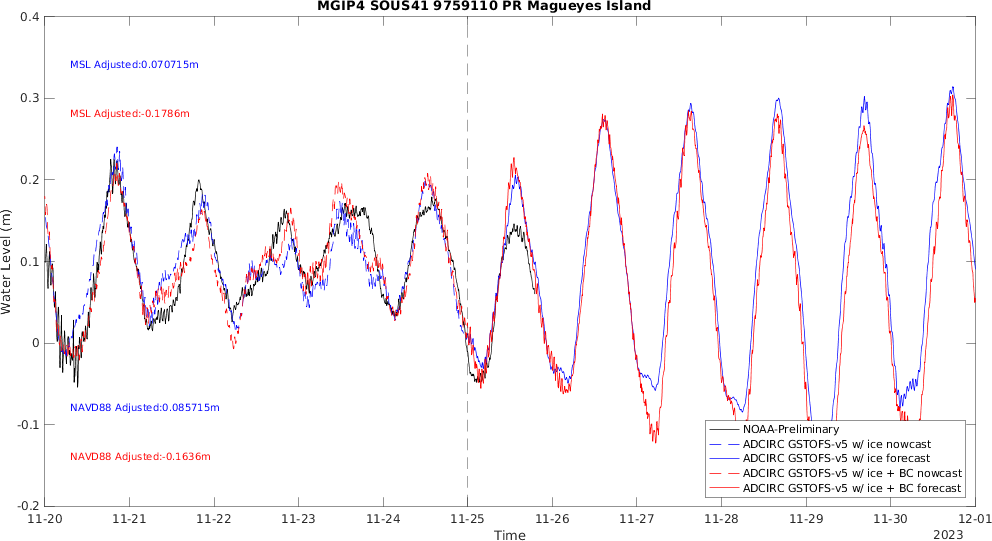 MGIP4 SOUS41 9759110 PR Magueyes Island
0.4
0.3
0.2
0.1
0
-0.1
-0.2
Water Level (m)
MSL Adjusted:0.070715m
MSL Adjusted:-0.1786m
NAVD88 Adjusted:0.085715m
NAVD88 Adjusted:-0.1636m
NOAA-Preliminary
ADCIRC GSTOFS-v5 w/ ice nowcast
ADCIRC GSTOFS-v5 w/ ice forecast
ADCIRC GSTOFS-v5 w/ ice + BC nowcast
ADCIRC GSTOFS-v5 w/ ice + BC forecast
11-20 11-21 11-22 11-23 11-24 11-25 11-26 11-27 11-28 11-29 11-30 12-01
Time
2023